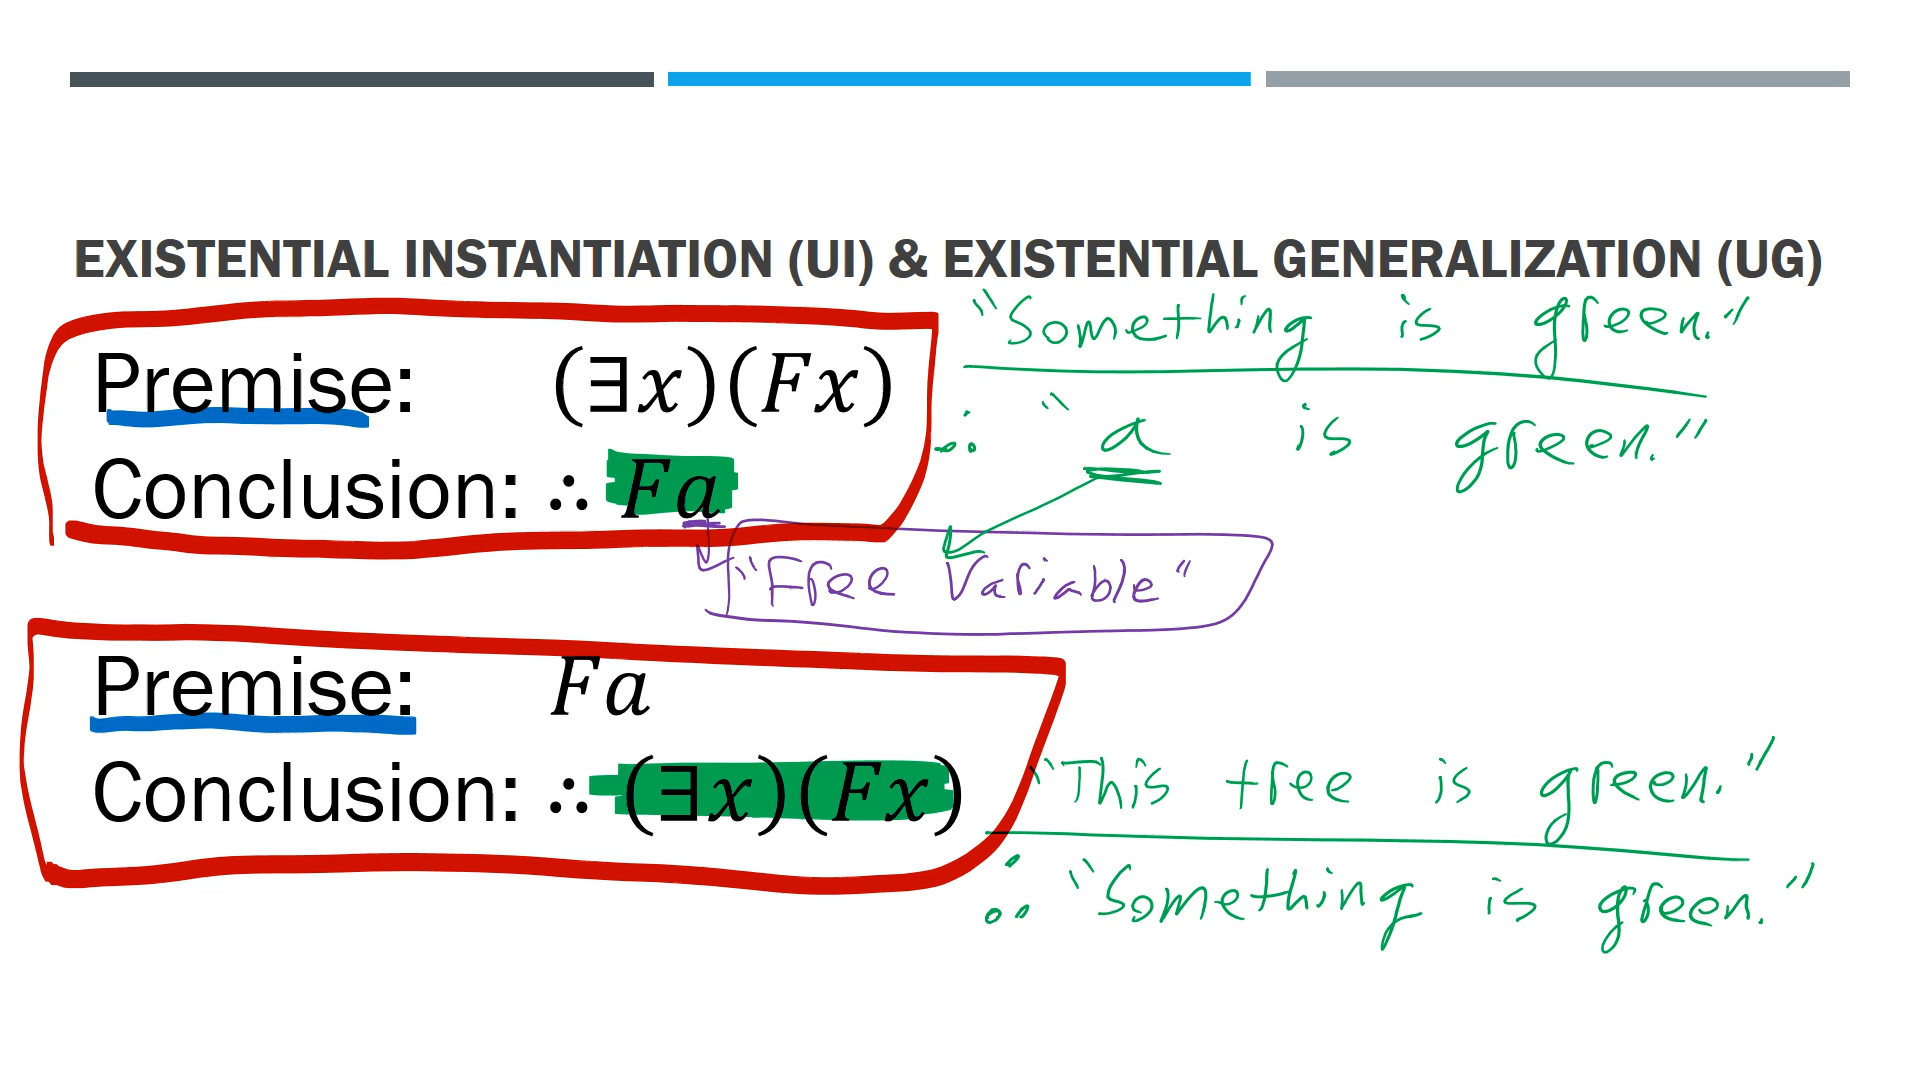 EXISTENTIAL INSTANTIATION (UI) & EXISTENTIAL GENERALIZATION (UG)
Premise: (∃x)(Fx)
Conclusion: ∴ Fa
"Something is green."
∴ "a is green."
"Free Variable"
Premise: Fa
Conclusion: ∴ (∃x)(Fx)
"This tree is green."
∴ "Something is green."